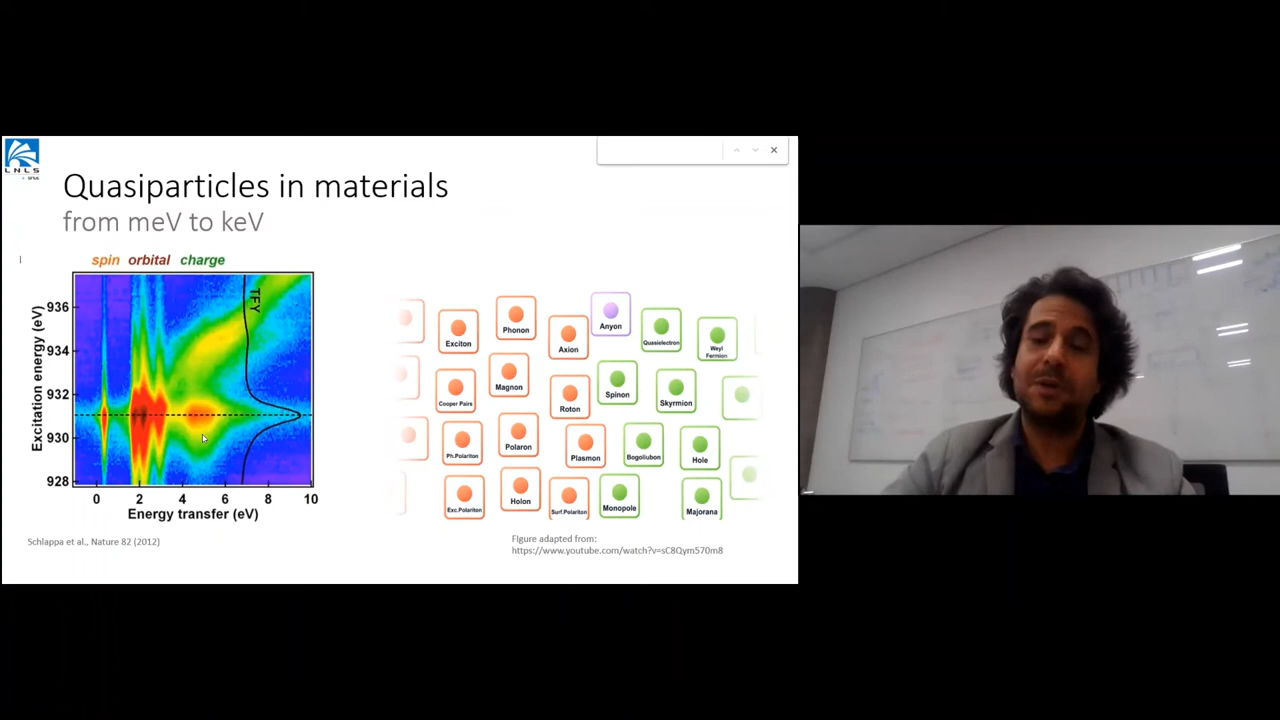 LNLS
Quasiparticles in materials
from meV to keV
spin orbital charge
TFY
Excitation energy (eV)
936
934
932
930
928
0 2 4 6 8 10
Energy transfer (eV)
Schlappa et al., Nature 82 (2012)
Exciton
Phonon
Axion
Anyon
Quasielectron
Weyl
Fermion
Cooper Pairs
Magnon
Roton
Spinon
Skyrmion
Ph.Polariton
Polaron
Plasmon
Bogoliubon
Hole
Exc.Polariton
Holon
Surf.Polariton
Monopole
Majorana
FIgure adapted from:
https://www.youtube.com/watch?v=sC8Qym570m8